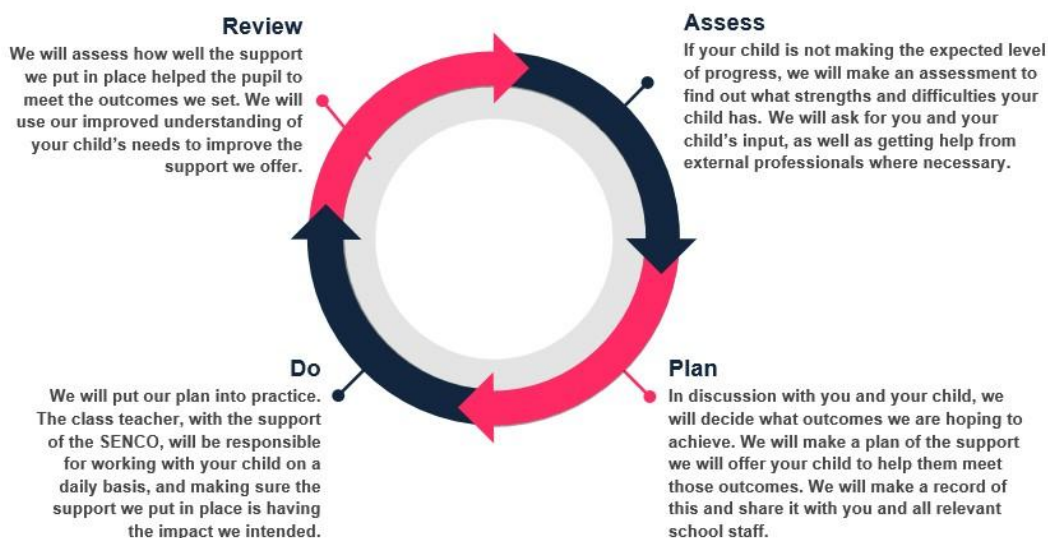 Review
We will assess how well the support
we put in place helped the pupil to
meet the outcomes we set. We will
use our improved understanding of
your child's needs to improve the
support we offer.
Assess
If your child is not making the expected level
of progress, we will make an assessment to
find out what strengths and difficulties your
child has. We will ask for you and your
child's input, as well as getting help from
external professionals where necessary.
Do
We will put our plan into practice.
The class teacher, with the support
of the SENCO, will be responsible
for working with your child on a
daily basis, and making sure the
support we put in place is having
the impact we intended.
Plan
In discussion with you and your child, we
will decide what outcomes we are hoping to
achieve. We will make a plan of the support
we will offer your child to help them meet
those outcomes. We will make a record of
this and share it with you and all relevant
school staff.